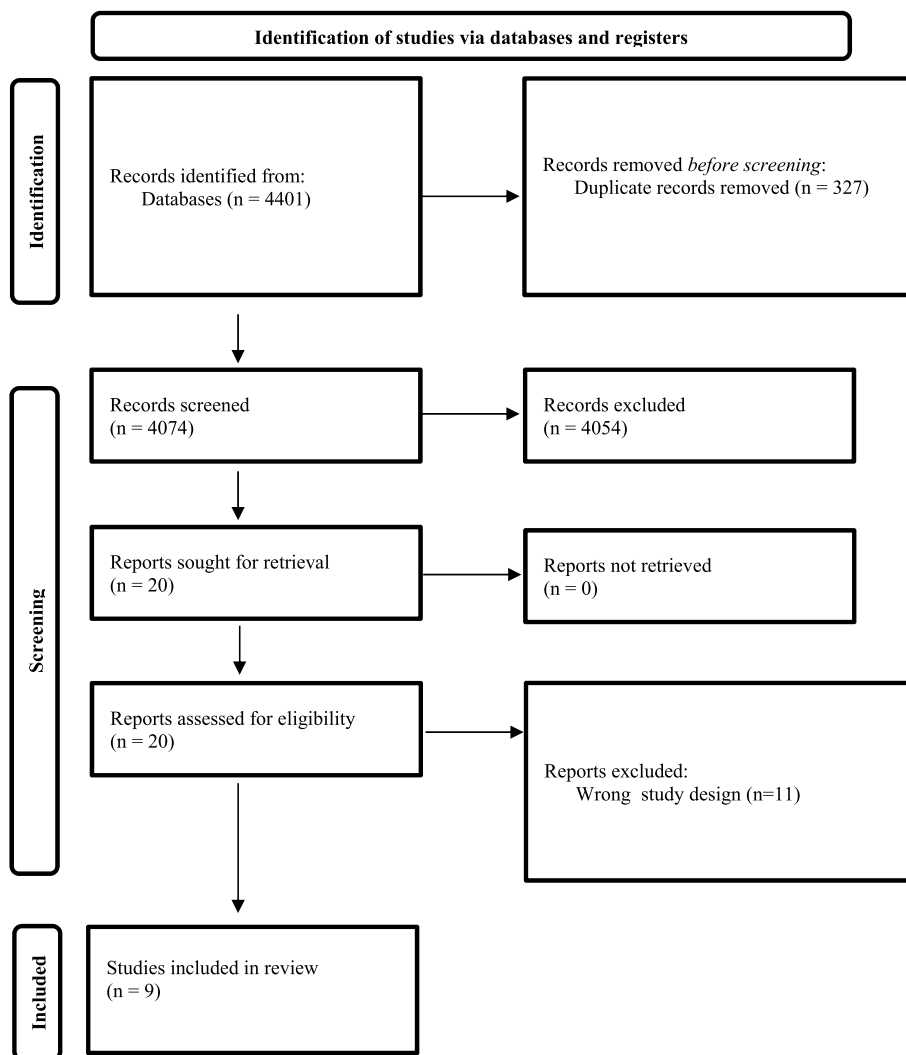 Identification of studies via databases and registers
Identification
Records identified from:
Databases (n = 4401)
Records removed before screening:
Duplicate records removed (n = 327)
Screening
Records screened
(n = 4074)
Records excluded
(n = 4054)
Reports sought for retrieval
(n = 20)
Reports not retrieved
(n = 0)
Reports assessed for eligibility
(n = 20)
Reports excluded:
Wrong study design (n=11)
Included
Studies included in review
(n = 9)